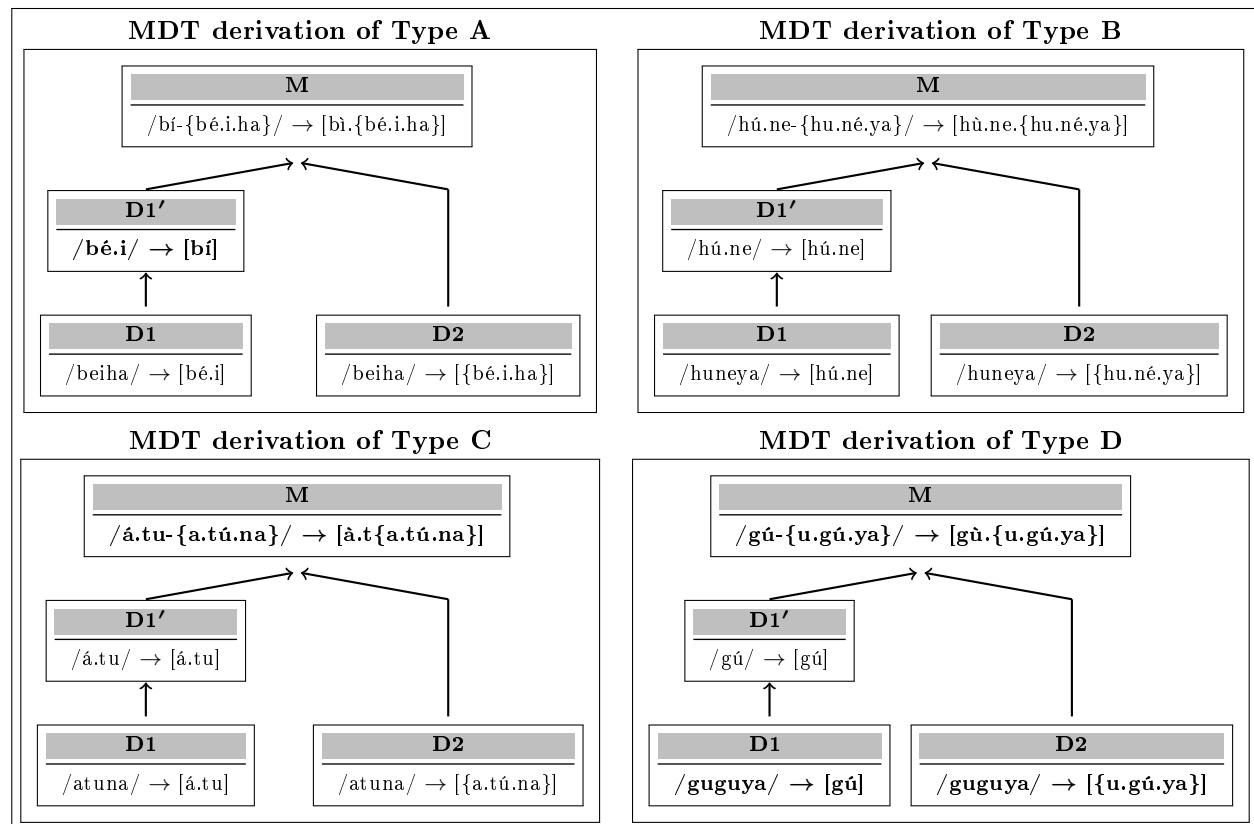 MDT derivation of Type A
M
/bí-{bé.i.ha}/ → [bì.{bé.i.ha}]
D1′
/bé.i/ → [bí]
D1
/beiha/ → [bé.i]
D2
/beiha/ → [{bé.i.ha}]
MDT derivation of Type B
M
/hú.ne-{hu.né.ya}/ → [hù.ne.{hu.né.ya}]
D1′
/hú.ne/ → [hú.ne]
D1
/huneya/ → [hú.ne]
D2
/huneya/ → [{hu.né.ya}]
MDT derivation of Type C
M
/á.tu-{a.tú.na}/ → [à.t{a.tú.na}]
D1′
/á.tu/ → [á.tu]
D1
/atuna/ → [á.tu]
D2
/atuna/ → [{a.tú.na}]
MDT derivation of Type D
M
/gú-{u.gú.ya}/ → [gù.{u.gú.ya}]
D1′
/gú/ → [gú]
D1
/guguya/ → [gú]
D2
/guguya/ → [{u.gú.ya}]